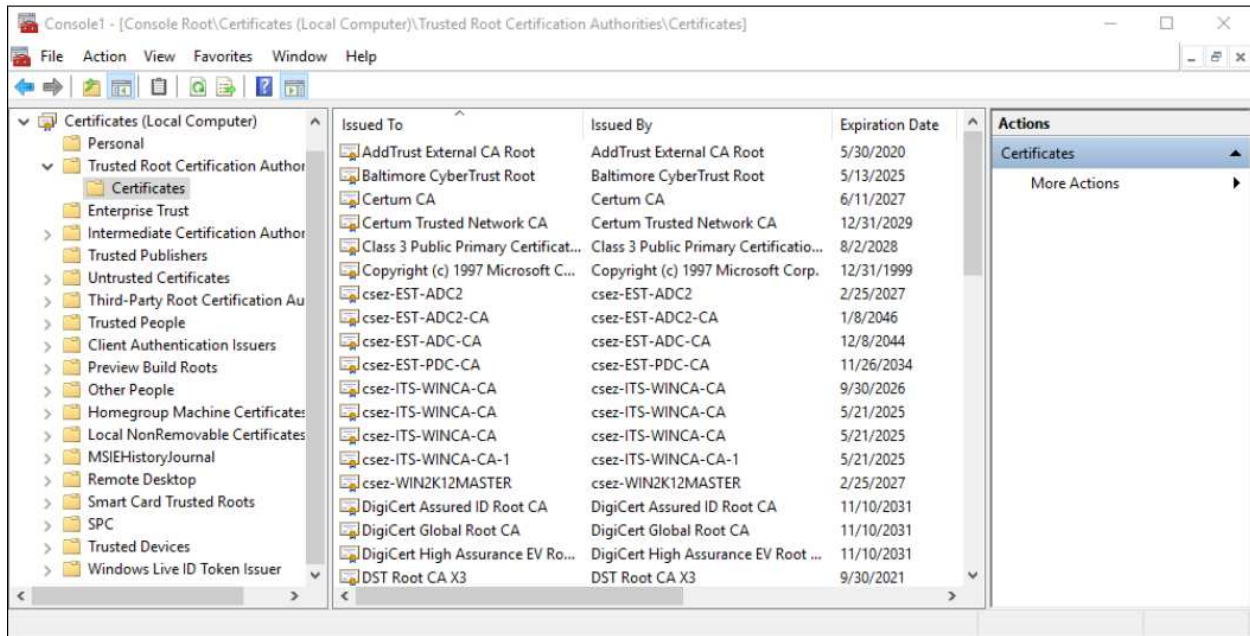 Console1 - [Console Root\Certificates (Local Computer)\Trusted Root Certification Authorities\Certificates]
File Action View Favorites Window Help
Certificates (Local Computer)
Personal
Trusted Root Certification Author
Certificates
Enterprise Trust
Intermediate Certification Author
Trusted Publishers
Untrusted Certificates
Third-Party Root Certification Au
Trusted People
Client Authentication Issuers
Preview Build Roots
Other People
Homegroup Machine Certificates
Local NonRemovable Certificates
MSIEHistoryJournal
Remote Desktop
Smart Card Trusted Roots
SPC
Trusted Devices
Windows Live ID Token Issuer
Issued To Issued By Expiration Date
AddTrust External CA Root AddTrust External CA Root 5/30/2020
Baltimore CyberTrust Root Baltimore CyberTrust Root 5/13/2025
Certum CA Certum CA 6/11/2027
Certum Trusted Network CA Certum Trusted Network CA 12/31/2029
Class 3 Public Primary Certificat... Class 3 Public Primary Certificatio... 8/2/2028
Copyright (c) 1997 Microsoft C... Copyright (c) 1997 Microsoft Corp. 12/31/1999
csez-EST-ADC2 csez-EST-ADC2 2/25/2027
csez-EST-ADC2-CA csez-EST-ADC2-CA 1/8/2046
csez-EST-ADC-CA csez-EST-ADC-CA 12/8/2044
csez-EST-PDC-CA csez-EST-PDC-CA 11/26/2034
csez-ITS-WINCA-CA csez-ITS-WINCA-CA 9/30/2026
csez-ITS-WINCA-CA csez-ITS-WINCA-CA 5/21/2025
csez-ITS-WINCA-CA csez-ITS-WINCA-CA 5/21/2025
csez-ITS-WINCA-CA-1 csez-ITS-WINCA-CA-1 5/21/2025
csez-WIN2K12MASTER csez-WIN2K12MASTER 2/25/2027
DigiCert Assured ID Root CA DigiCert Assured ID Root CA 11/10/2031
DigiCert Global Root CA DigiCert Global Root CA 11/10/2031
DigiCert High Assurance EV Ro... DigiCert High Assurance EV Root ... 11/10/2031
DST Root CA X3 DST Root CA X3 9/30/2021
Actions
Certificates
More Actions